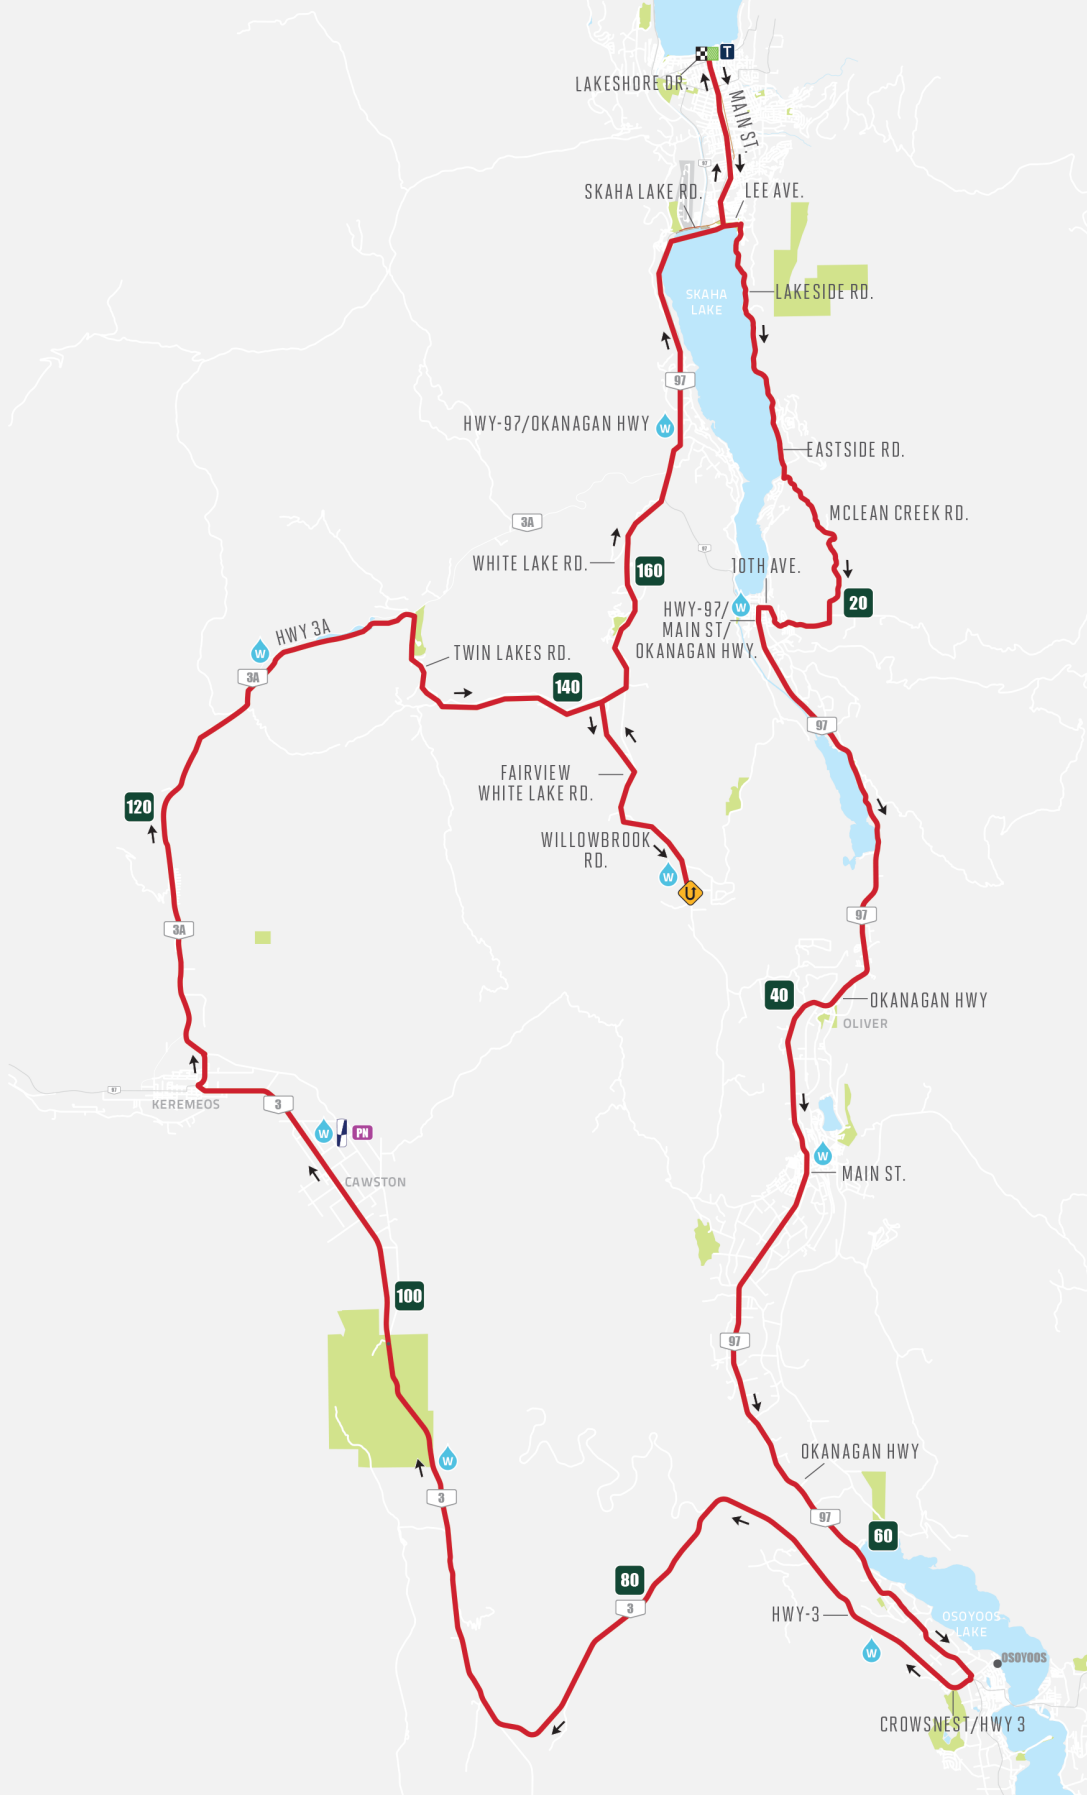 T
LAKESHORE DR.
MAIN ST.
97
SKAHA LAKE RD.
LEE AVE.
SKAHA
LAKE
LAKESIDE RD.
97
HWY-97/OKANAGAN HWY
W
EASTSIDE RD.
3A
MCLEAN CREEK RD.
97
WHITE LAKE RD.
160
10TH AVE.
20
W
HWY-97/
MAIN ST/
OKANAGAN HWY.
HWY 3A
W
3A
TWIN LAKES RD.
140
97
FAIRVIEW
WHITE LAKE RD.
120
WILLOWBROOK
RD.
W
3A
97
40
OKANAGAN HWY
OLIVER
97
KEREMEOS
3
W
PN
CAWSTON
W
MAIN ST.
100
97
OKANAGAN HWY
W
3
97
60
80
3
HWY-3
W
OSOYOOS
LAKE
OSOYOOS
CROWSNEST/HWY 3